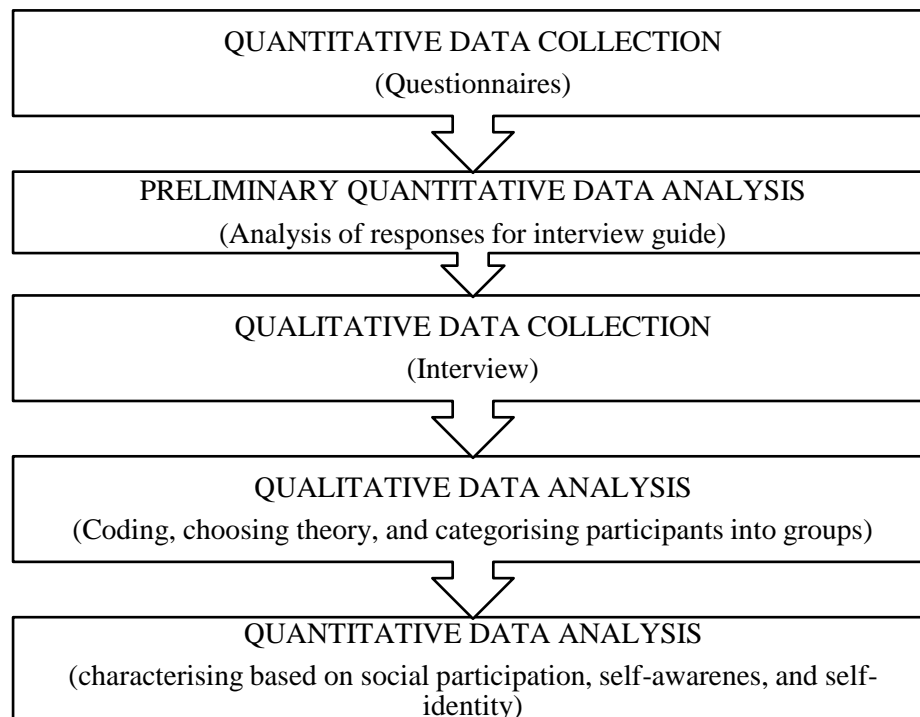 QUANTITATIVE DATA COLLECTION
(Questionnaires)
PRELIMINARY QUANTITATIVE DATA ANALYSIS
(Analysis of responses for interview guide)
QUALITATIVE DATA COLLECTION
(Interview)
QUALITATIVE DATA ANALYSIS
(Coding, choosing theory, and categorising participants into groups)
QUANTITATIVE DATA ANALYSIS
(characterising based on social participation, self-awarenes, and self-
identity)